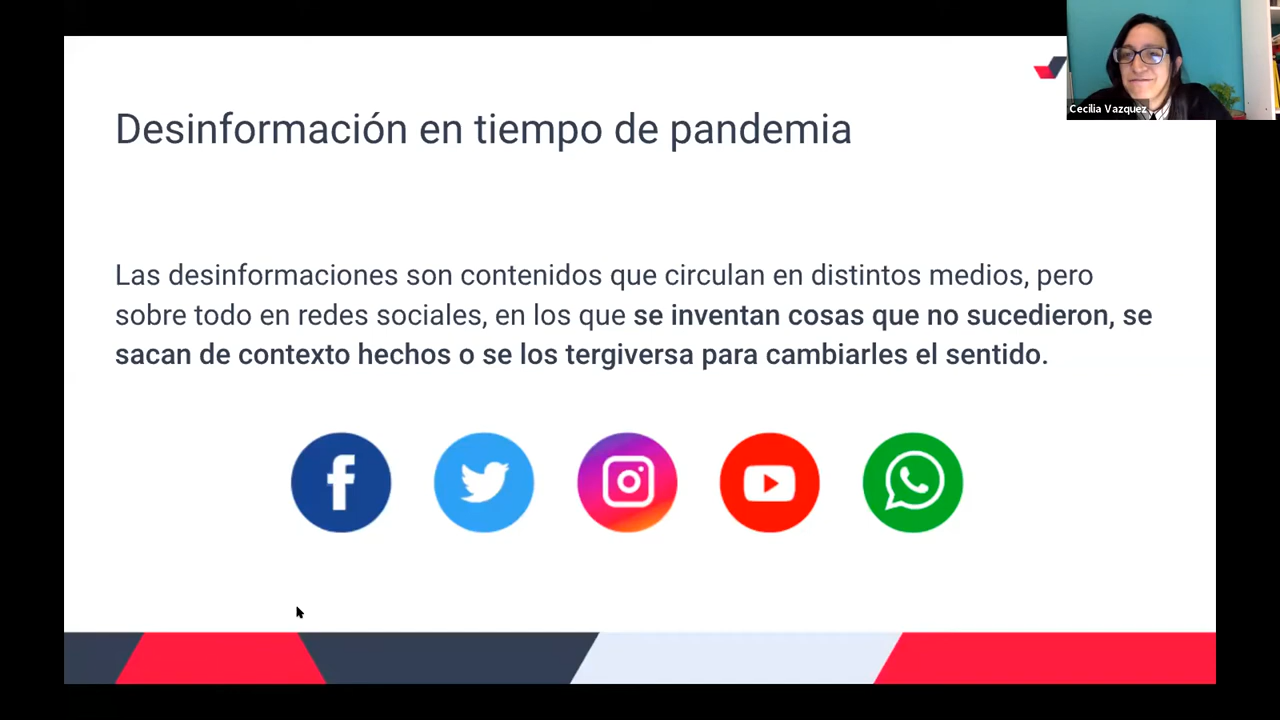 Cecilia Vazquez
Desinformación en tiempo de pandemia
Las desinformaciones son contenidos que circulan en distintos medios, pero
sobre todo en redes sociales, en los que se inventan cosas que no sucedieron, se
sacan de contexto hechos o se los tergiversa para cambiarles el sentido.